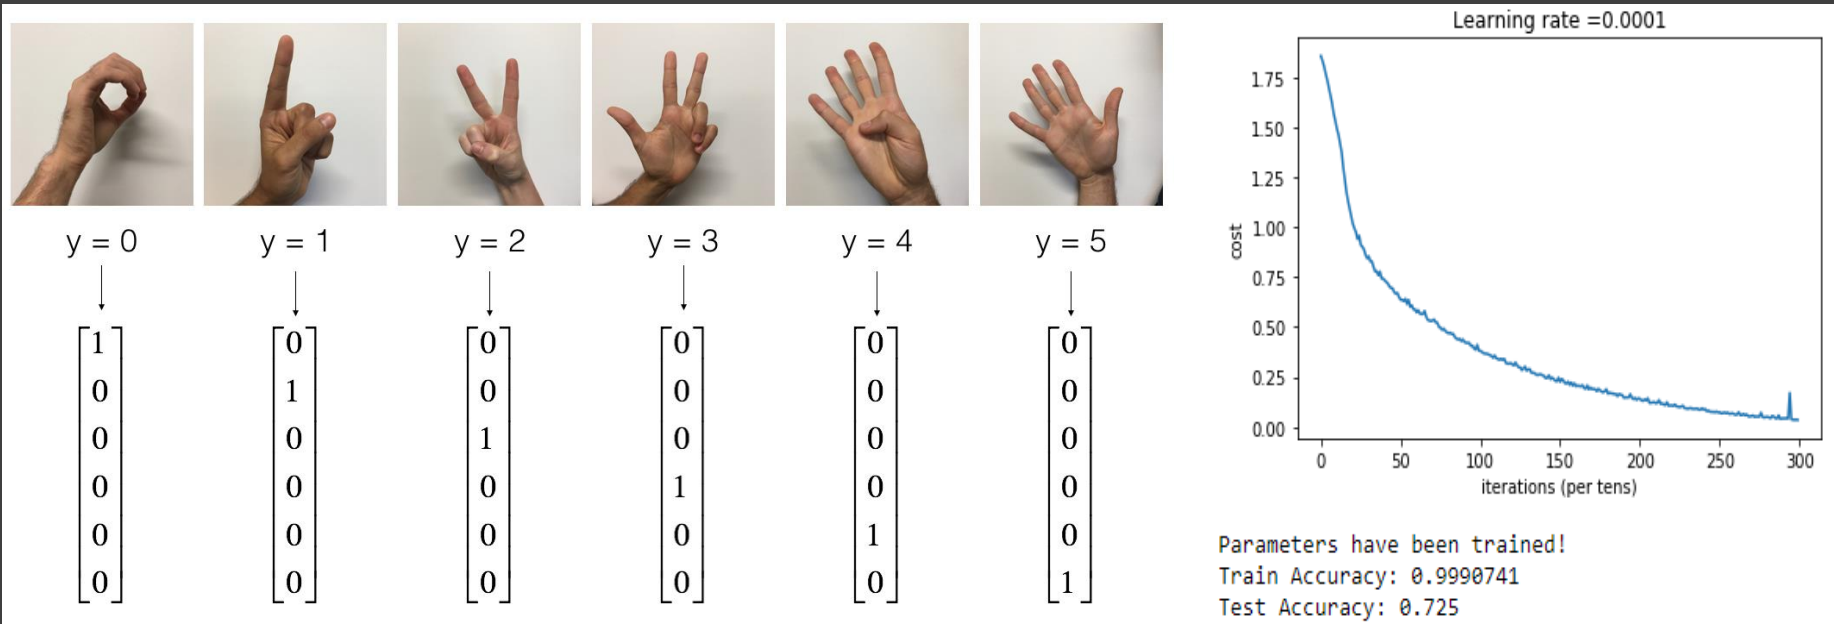 y = 0
y = 1
y = 2
y = 3
y = 4
y = 5
1 0 0 0 0 0
0 1 0 0 0 0
0 0 1 0 0 0
0 0 0 1 0 0
0 0 0 0 1 0
0 0 0 0 0 1
Learning rate =0.0001
cost
1.75
1.50
1.25
1.00
0.75
0.50
0.25
0.00
0 50 100 150 200 250 300
iterations (per tens)
Parameters have been trained!
Train Accuracy: 0.9990741
Test Accuracy: 0.725